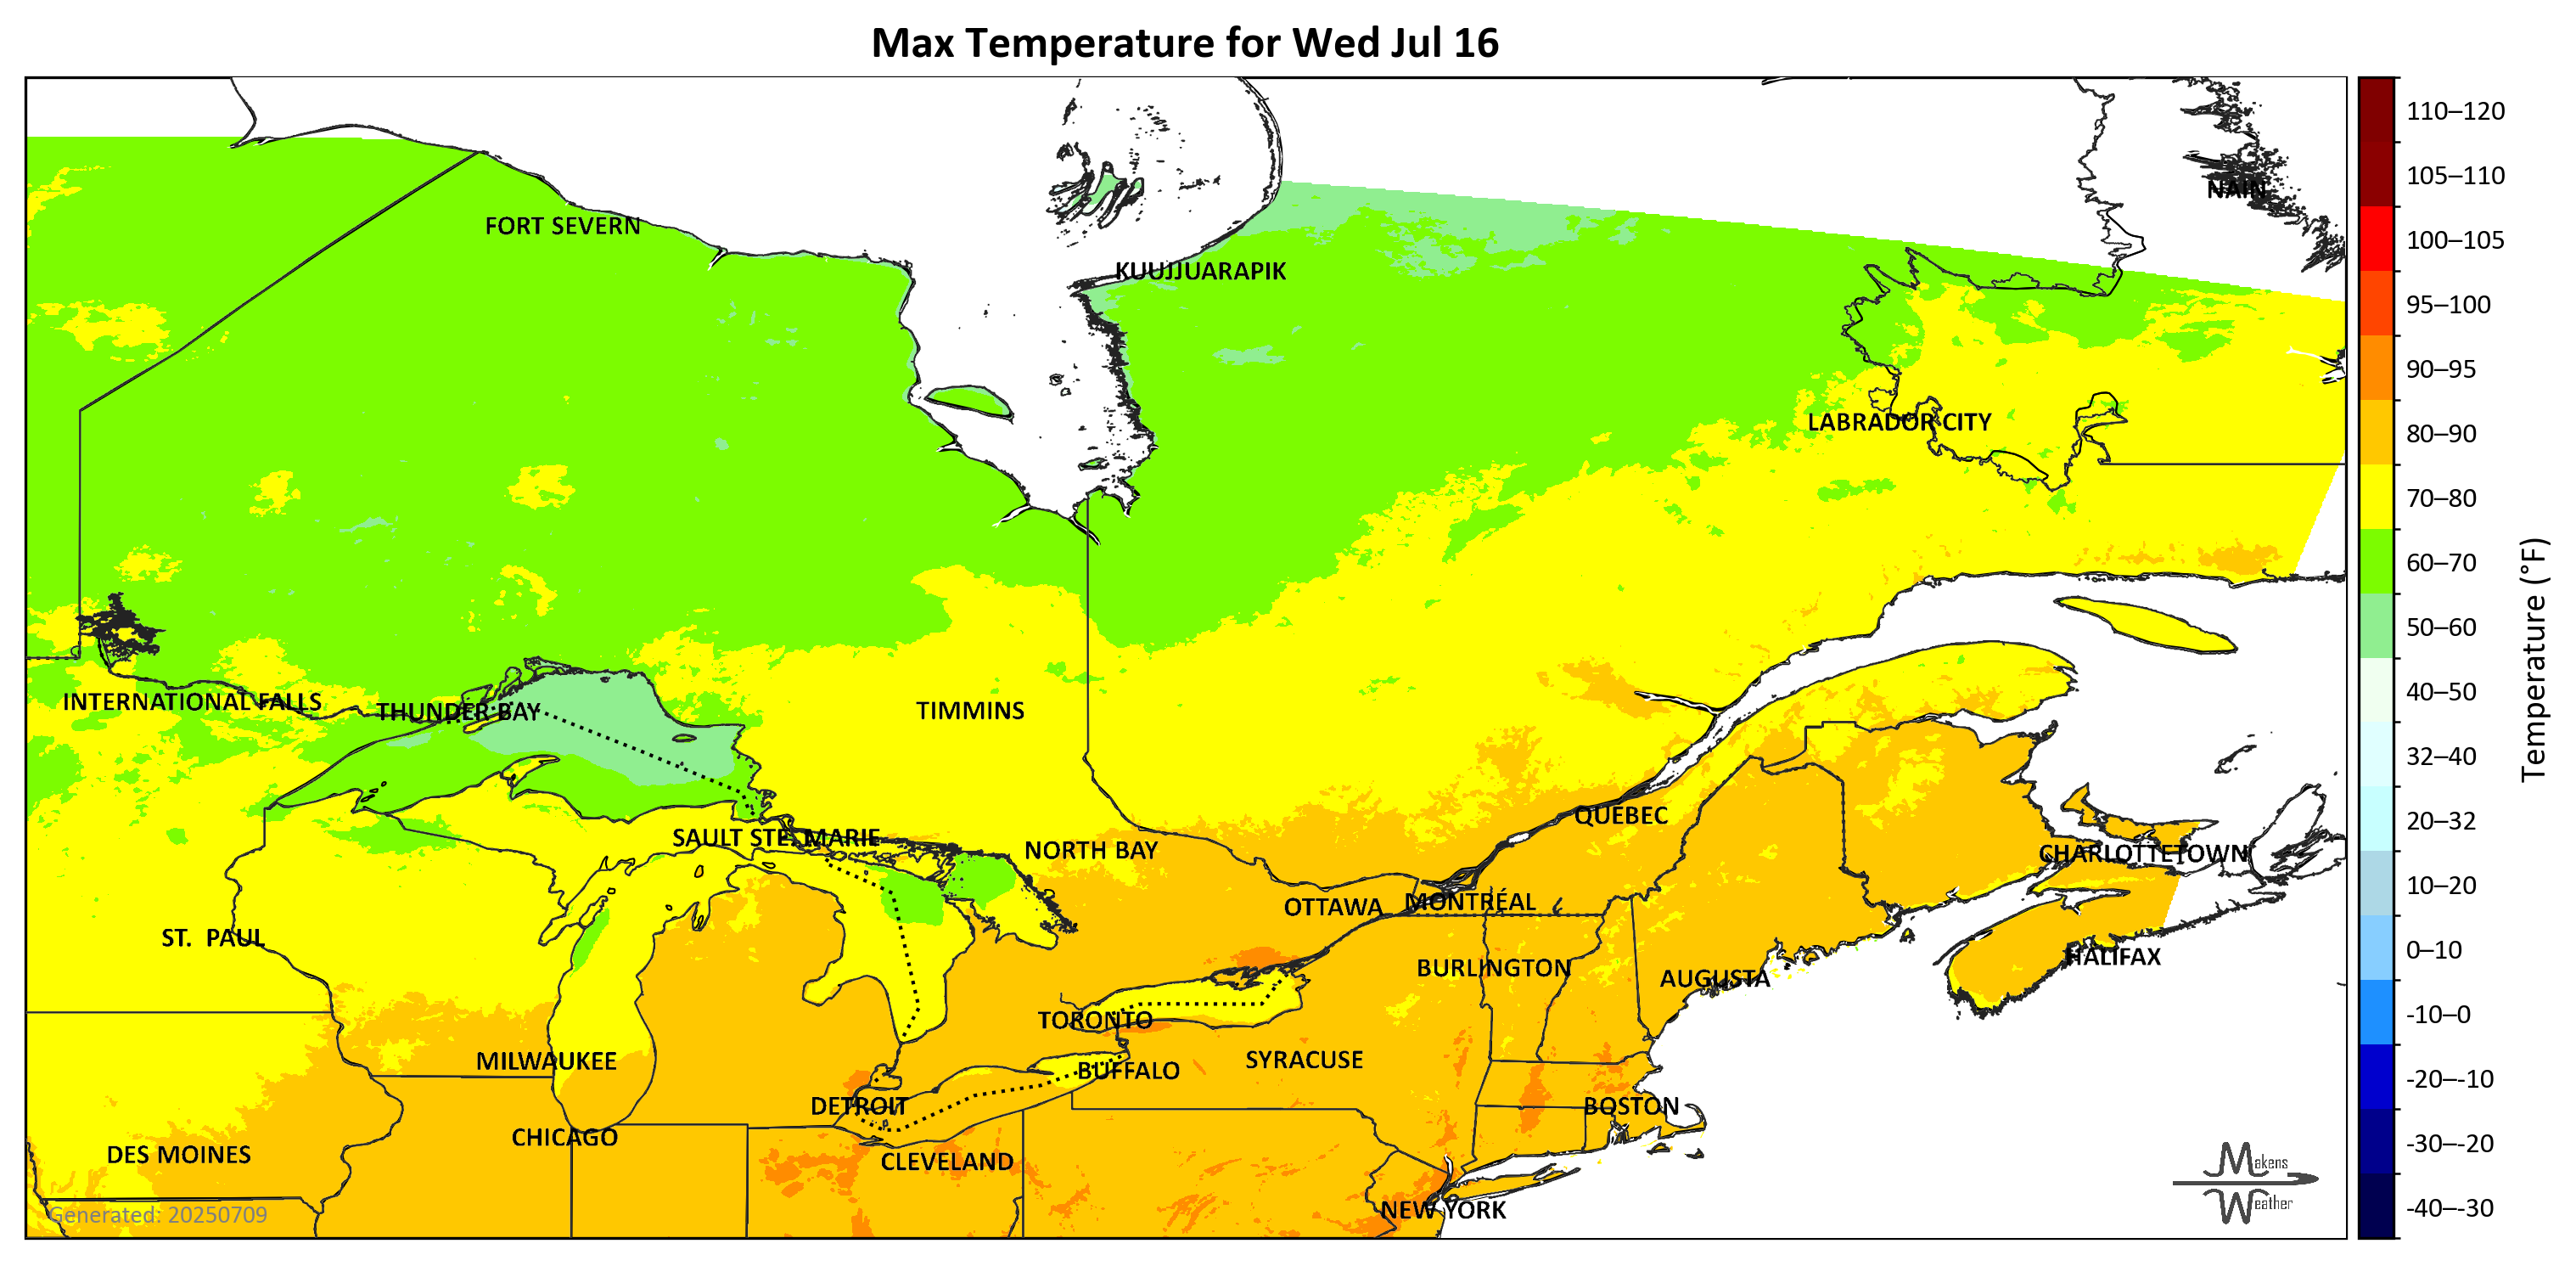 Max Temperature for Wed Jul 16
110–120
105–110
NAIN
FORT SEVERN
100–105
KUUJJUARAPIK
95–100
90–95
LABRADOR CITY
80–90
70–80
60–70
50–60
Temperature (°F)
INTERNATIONAL FALLS
THUNDER BAY
TIMMINS
40–50
32–40
QUEBEC
20–32
SAULT STE. MARIE
NORTH BAY
CHARLOTTETOWN
10–20
OTTAWA
MONTRÉAL
ST. PAUL
0–10
HALIFAX
BURLINGTON
AUGUSTA
TORONTO
-10–0
MILWAUKEE
SYRACUSE
BUFFALO
-20–-10
DETROIT
BOSTON
CHICAGO
-30–-20
DES MOINES
CLEVELAND
Makens
Weather
NEW YORK
-40–-30
Generated: 20250709